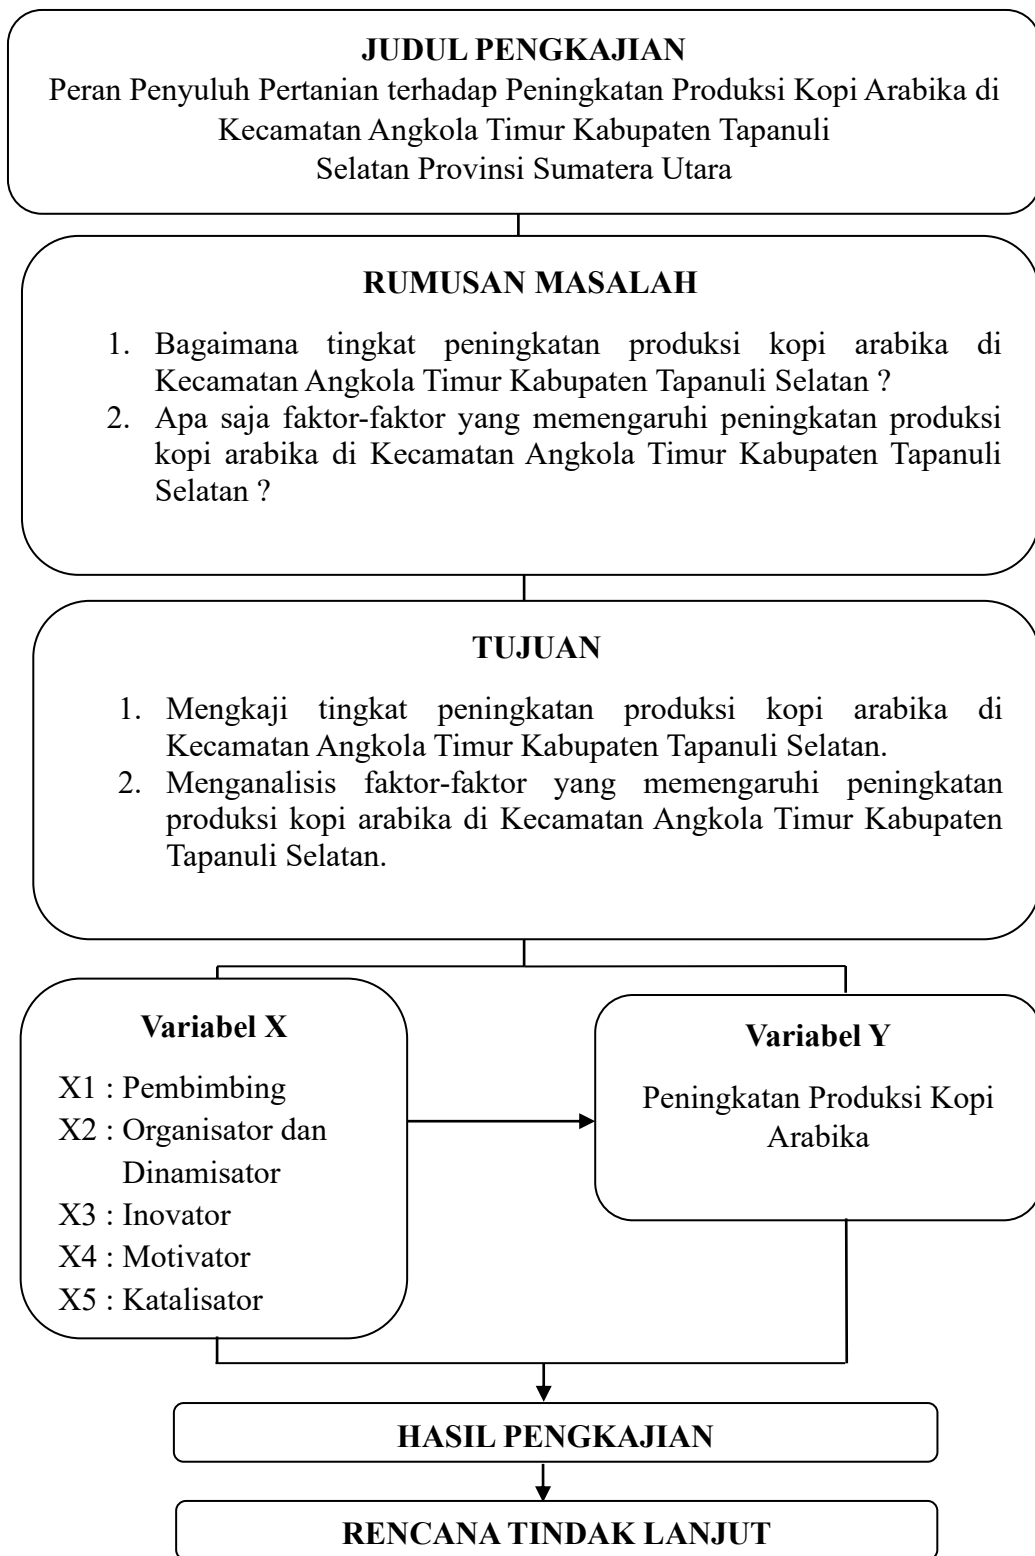 JUDUL PENGKAJIAN
Peran Penyuluh Pertanian terhadap Peningkatan Produksi Kopi Arabika di
Kecamatan Angkola Timur Kabupaten Tapanuli
Selatan Provinsi Sumatera Utara
RUMUSAN MASALAH
1. Bagaimana tingkat peningkatan produksi kopi arabika di
Kecamatan Angkola Timur Kabupaten Tapanuli Selatan ?
2. Apa saja faktor-faktor yang memengaruhi peningkatan produksi
kopi arabika di Kecamatan Angkola Timur Kabupaten Tapanuli
Selatan ?
TUJUAN
1. Mengkaji tingkat peningkatan produksi kopi arabika di
Kecamatan Angkola Timur Kabupaten Tapanuli Selatan.
2. Menganalisis faktor-faktor yang memengaruhi peningkatan
produksi kopi arabika di Kecamatan Angkola Timur Kabupaten
Tapanuli Selatan.
Variabel X
X1 : Pembimbing
X2 : Organisator dan
Dinamisator
X3 : Inovator
X4 : Motivator
X5 : Katalisator
Variabel Y
Peningkatan Produksi Kopi
Arabika
HASIL PENGKAJIAN
RENCANA TINDAK LANJUT